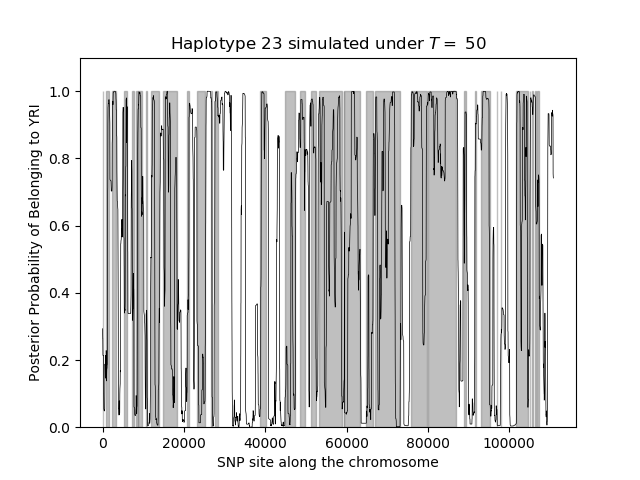 Haplotype 23 simulated under T = 50
Posterior Probability of Belonging to YRI
1.0
0.8
0.6
0.4
0.2
0.0
0 20000 40000 60000 80000 100000
SNP site along the chromosome